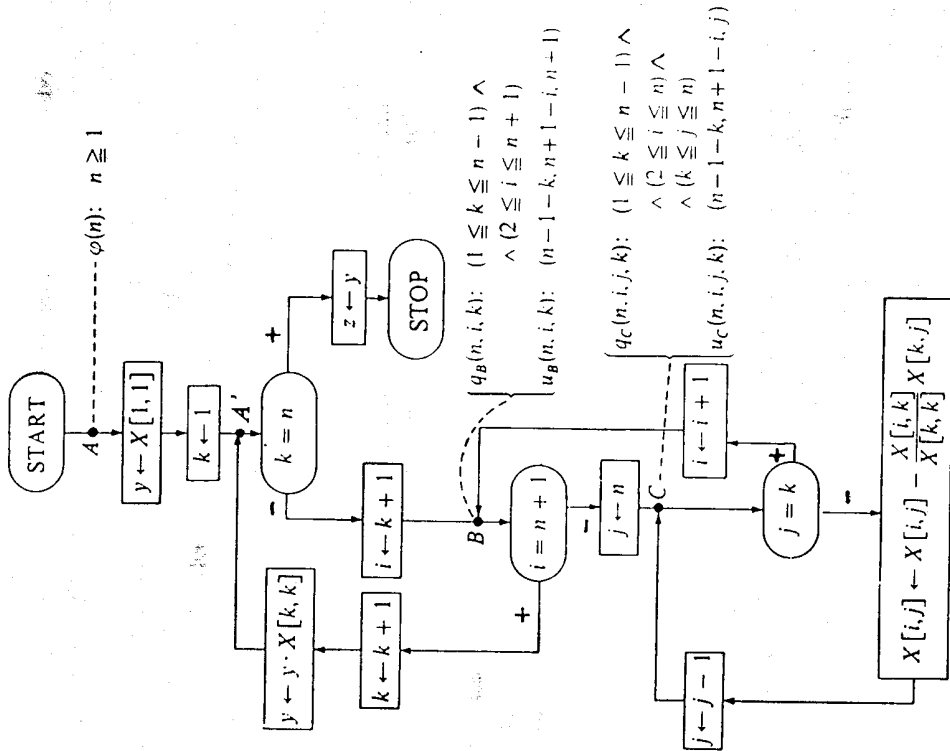 START
A
φ(n): n ≧ 1
y ← X[1, 1]
k ← 1
A'
k = n
+
−
z ← y
STOP
i ← k + 1
y ← y · X[k, k]
k ← k + 1
B
q_B(n, i, k): (1 ≦ k ≦ n − 1) ∧
∧ (2 ≦ i ≦ n + 1)
u_B(n, i, k): (n − 1 − k, n + 1 − i, n + 1)
i = n + 1
+
−
j ← n
C
q_C(n, i, j, k): (1 ≦ k ≦ n − 1) ∧
∧ (2 ≦ i ≦ n) ∧
∧ (k ≦ j ≦ n)
u_C(n, i, j, k): (n − 1 − k, n + 1 − i, j)
i ← i + 1
j = k
+
−
j ← j − 1
X[i, j] ← X[i, j] − X[i, k] / X[k, k] X[k, j]